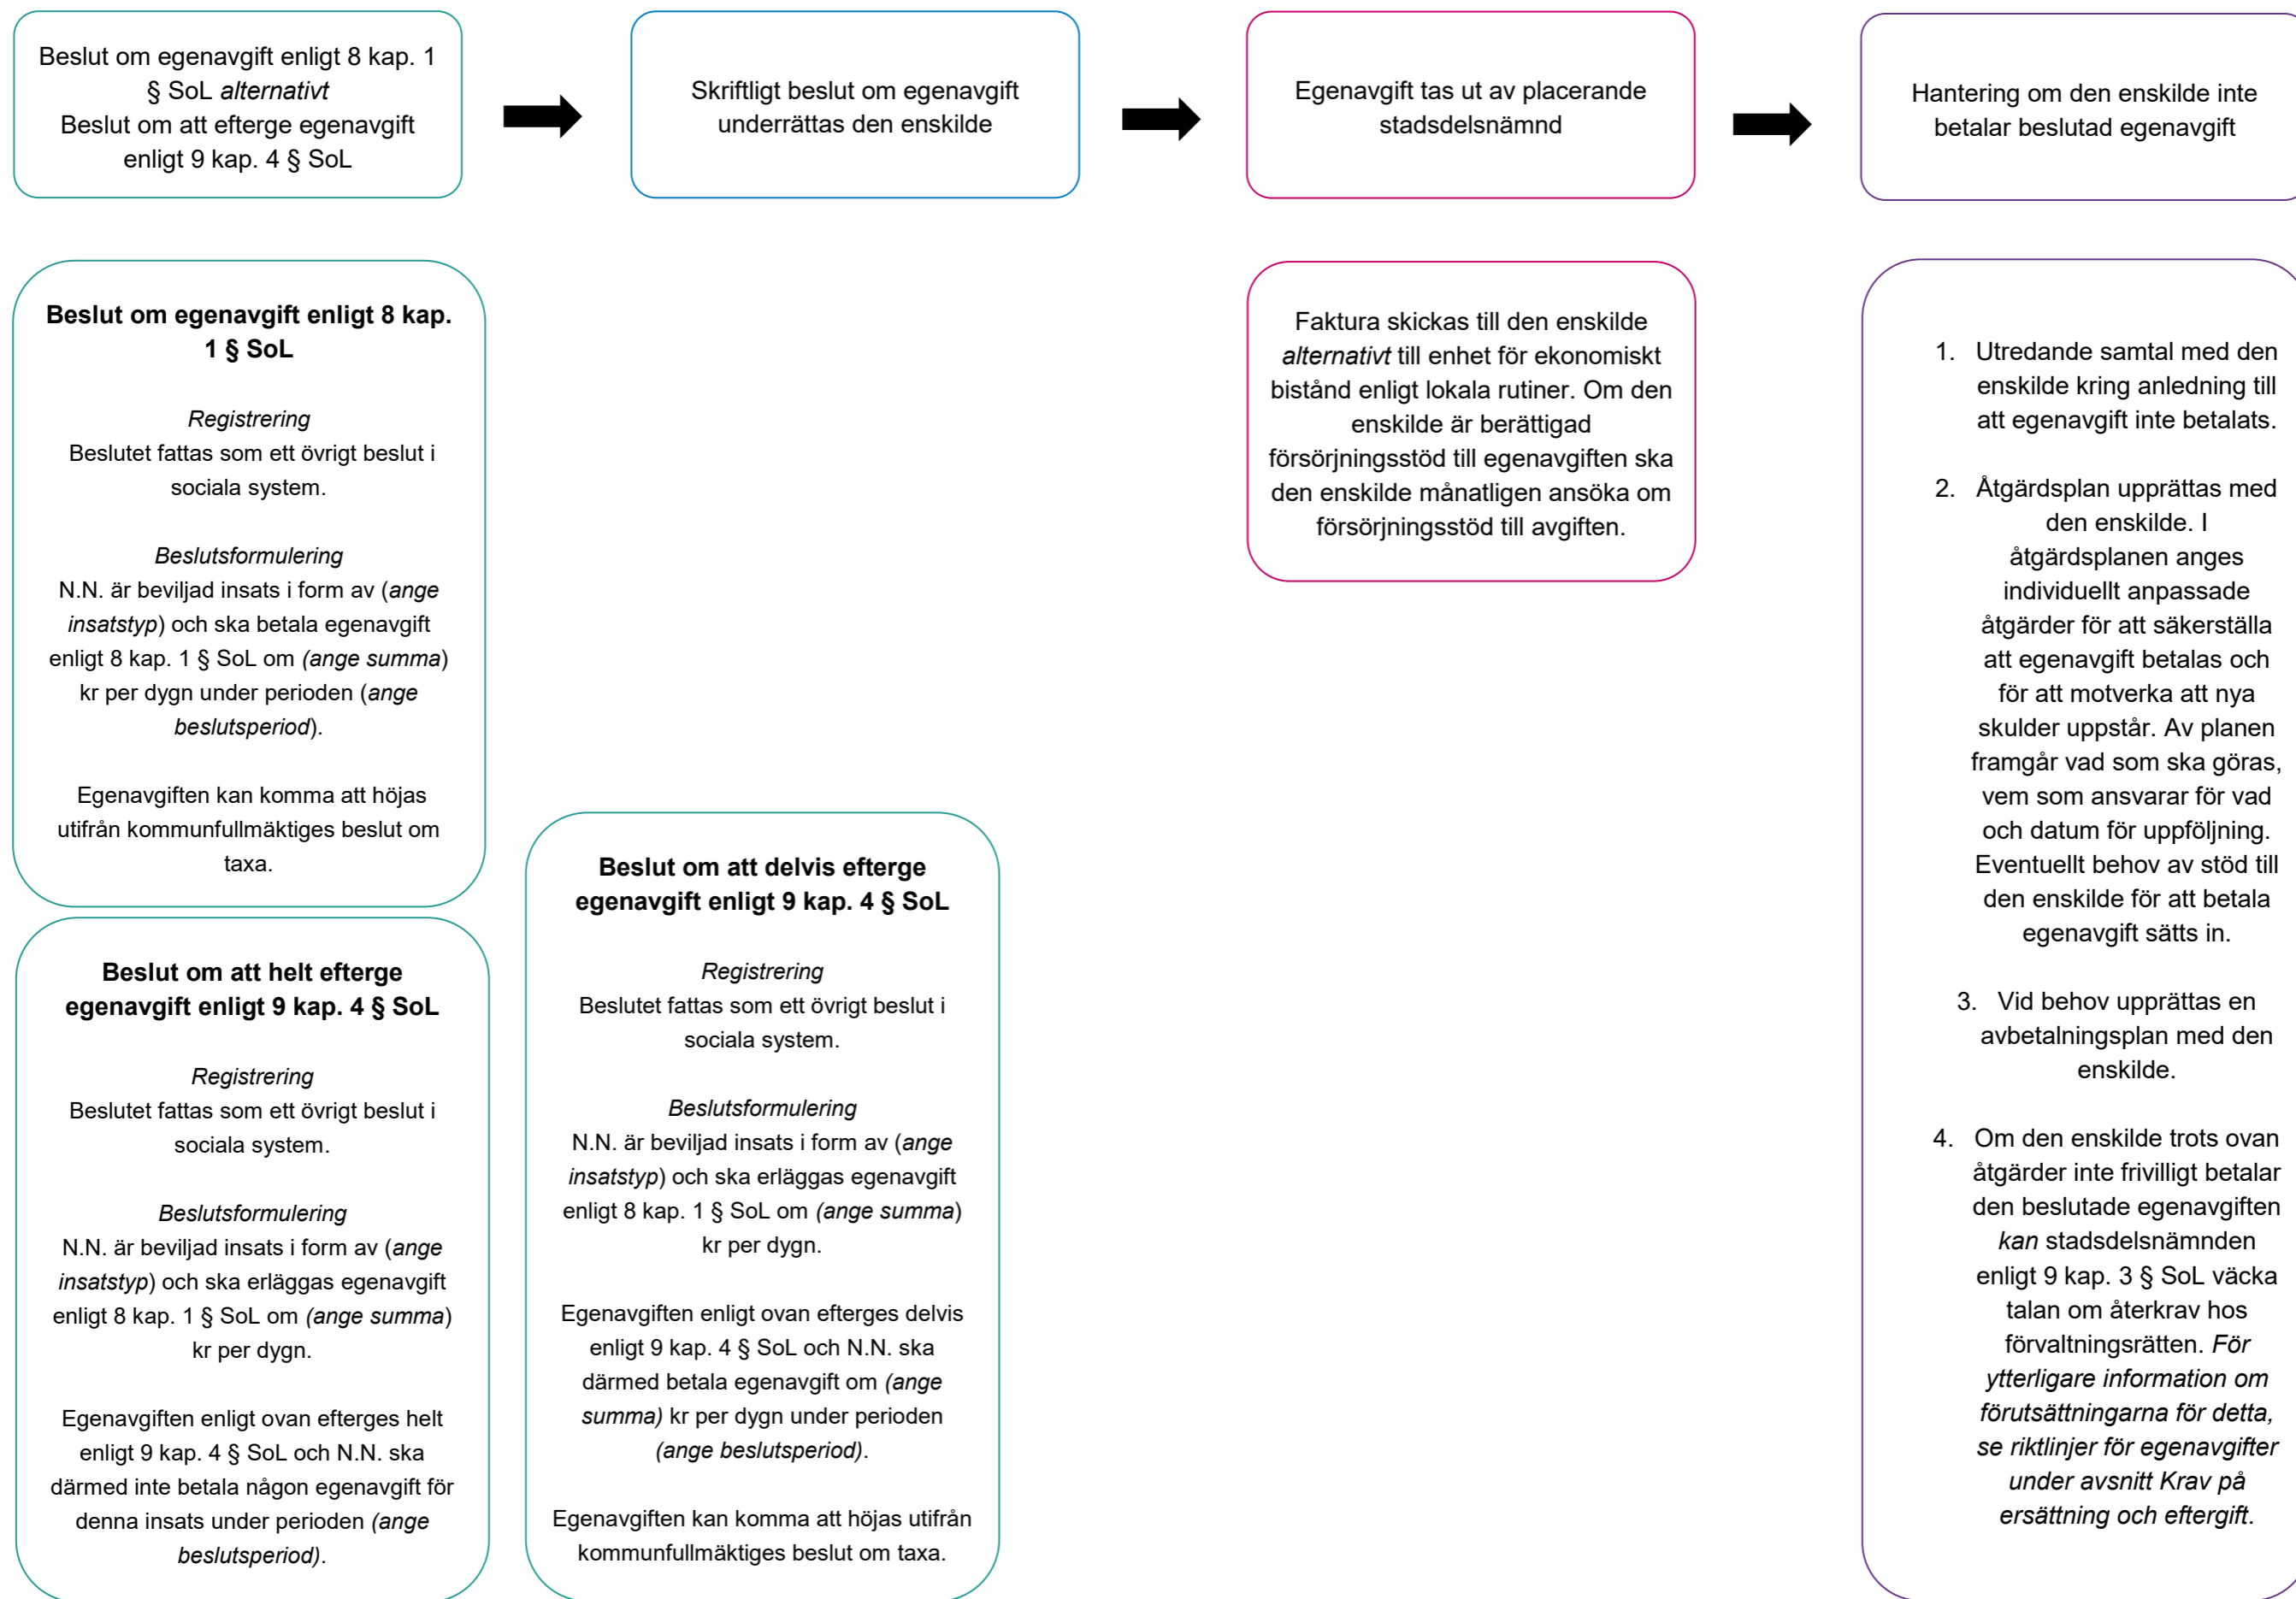 Beslut om egenavgift enligt 8 kap. 1
§ SoL alternativt
Beslut om att efterge egenavgift
enligt 9 kap. 4 § SoL
Skriftligt beslut om egenavgift
underrättas den enskilde
Egenavgift tas ut av placerande
stadsdelsnämnd
Hantering om den enskilde inte
betalar beslutad egenavgift
Beslut om egenavgift enligt 8 kap.
1 § SoL
Registrering
Beslutet fattas som ett övrigt beslut i
sociala system.
Beslutsformulering
N.N. är beviljad insats i form av (ange
insatstyp) och ska betala egenavgift
enligt 8 kap. 1 § SoL om (ange summa)
kr per dygn under perioden (ange
beslutsperiod).
Egenavgiften kan komma att höjas
utifrån kommunfullmäktiges beslut om
taxa.
Beslut om att helt efterge
egenavgift enligt 9 kap. 4 § SoL
Registrering
Beslutet fattas som ett övrigt beslut i
sociala system.
Beslutsformulering
N.N. är beviljad insats i form av (ange
insatstyp) och ska erläggas egenavgift
enligt 8 kap. 1 § SoL om (ange summa)
kr per dygn.
Egenavgiften enligt ovan efterges helt
enligt 9 kap. 4 § SoL och N.N. ska
därmed inte betala någon egenavgift för
denna insats under perioden (ange
beslutsperiod).
Beslut om att delvis efterge
egenavgift enligt 9 kap. 4 § SoL
Registrering
Beslutet fattas som ett övrigt beslut i
sociala system.
Beslutsformulering
N.N. är beviljad insats i form av (ange
insatstyp) och ska erläggas egenavgift
enligt 8 kap. 1 § SoL om (ange summa)
kr per dygn.
Egenavgiften enligt ovan efterges delvis
enligt 9 kap. 4 § SoL och N.N. ska
därmed betala egenavgift om (ange
summa) kr per dygn under perioden
(ange beslutsperiod).
Egenavgiften kan komma att höjas utifrån
kommunfullmäktiges beslut om taxa.
Faktura skickas till den enskilde
alternativt till enhet för ekonomiskt
bistånd enligt lokala rutiner. Om den
enskilde är berättigad
försörjningsstöd till egenavgiften ska
den enskilde månatligen ansöka om
försörjningsstöd till avgiften.
1. Utredande samtal med den
enskilde kring anledning till
att egenavgift inte betalats.
2. Åtgärdsplan upprättas med
den enskilde. I
åtgärdsplanen anges
individuellt anpassade
åtgärder för att säkerställa
att egenavgift betalas och
för att motverka att nya
skulder uppstår. Av planen
framgår vad som ska göras,
vem som ansvarar för vad
och datum för uppföljning.
Eventuellt behov av stöd till
den enskilde för att betala
egenavgift sätts in.
3. Vid behov upprättas en
avbetalningsplan med den
enskilde.
4. Om den enskilde trots ovan
åtgärder inte frivilligt betalar
den beslutade egenavgiften
kan stadsdelsnämnden
enligt 9 kap. 3 § SoL väcka
talan om återkrav hos
förvaltningsrätten. För
ytterligare information om
förutsättningarna för detta,
se riktlinjer för egenavgifter
under avsnitt Krav på
ersättning och eftergift.